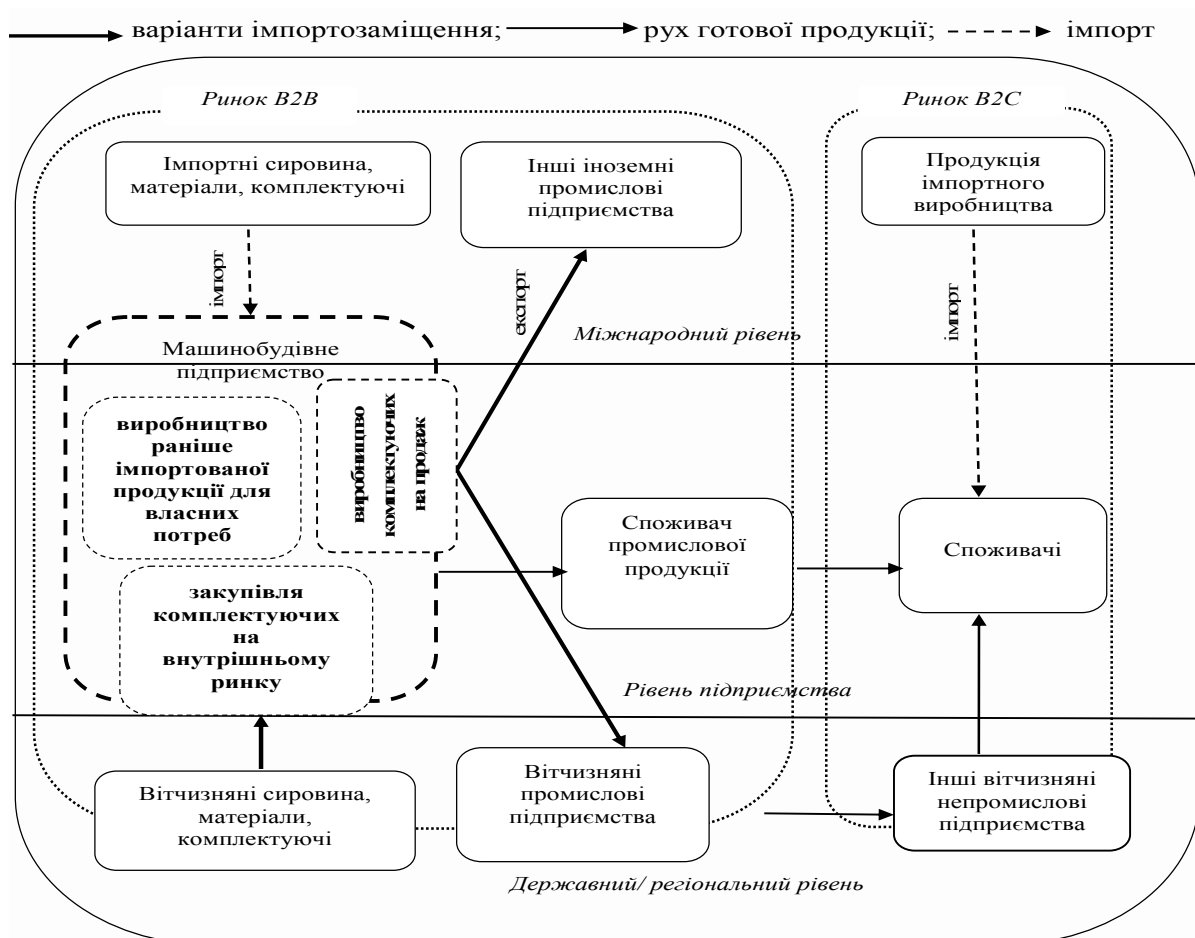 варіанти імпортозаміщення; рух готової продукції; імпорт
Ринок B2B
Ринок B2C
Імпортні сировина,
матеріали, комплектуючі
Інші іноземні
промислові
підприємства
Продукція
імпортного
виробництва
імпорт
експорт
імпорт
Міжнародний рівень
Машинобудівне
підприємство
виробництво
раніше
імпортованої
продукції для
власних
потреб
виробництво
комплектуючих
на продаж
Споживач
промислової
продукції
Споживачі
закупівля
комплектуючих
на
внутрішньому
ринку
Рівень підприємства
Вітчизняні сировина,
матеріали,
комплектуючі
Вітчизняні
промислові
підприємства
Інші вітчизняні
непромислові
підприємства
Державний/ регіональний рівень